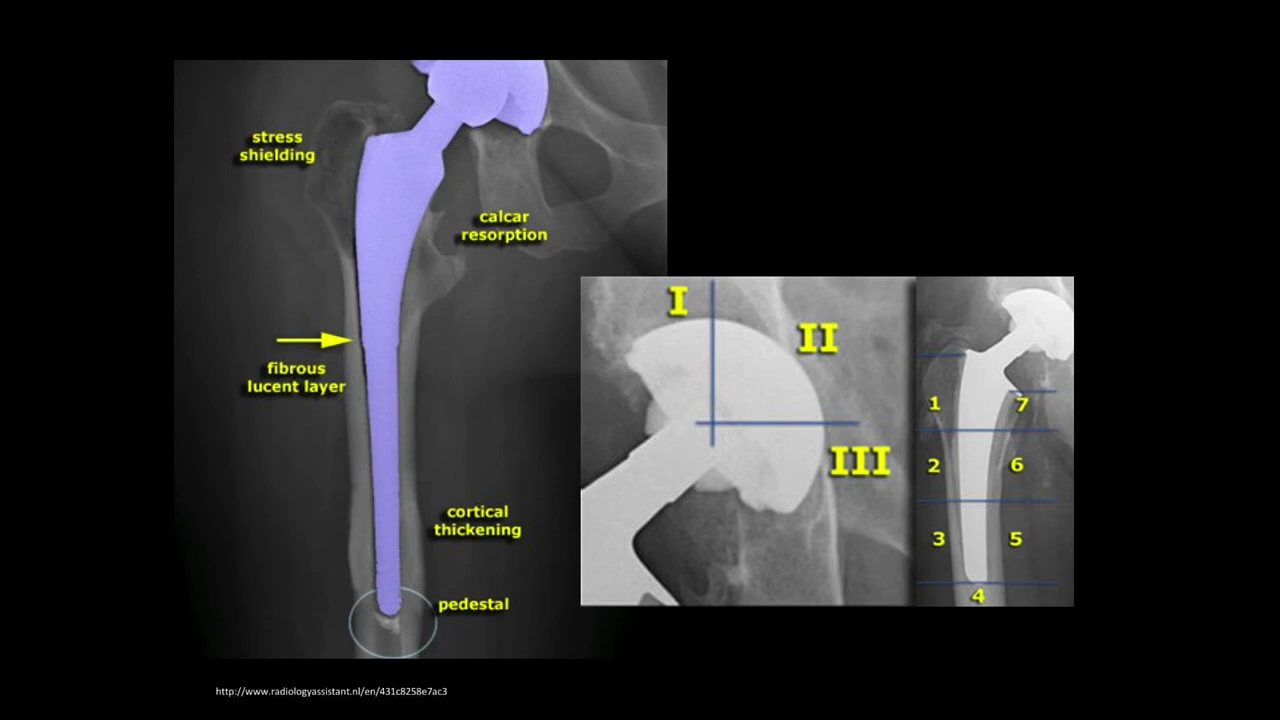 stress
shielding
calcar
resorption
fibrous
lucent layer
cortical
thickening
pedestal
I
II
III
1
7
2
6
3
5
4
http://www.radiologyassistant.nl/en/431c8258e7ac3